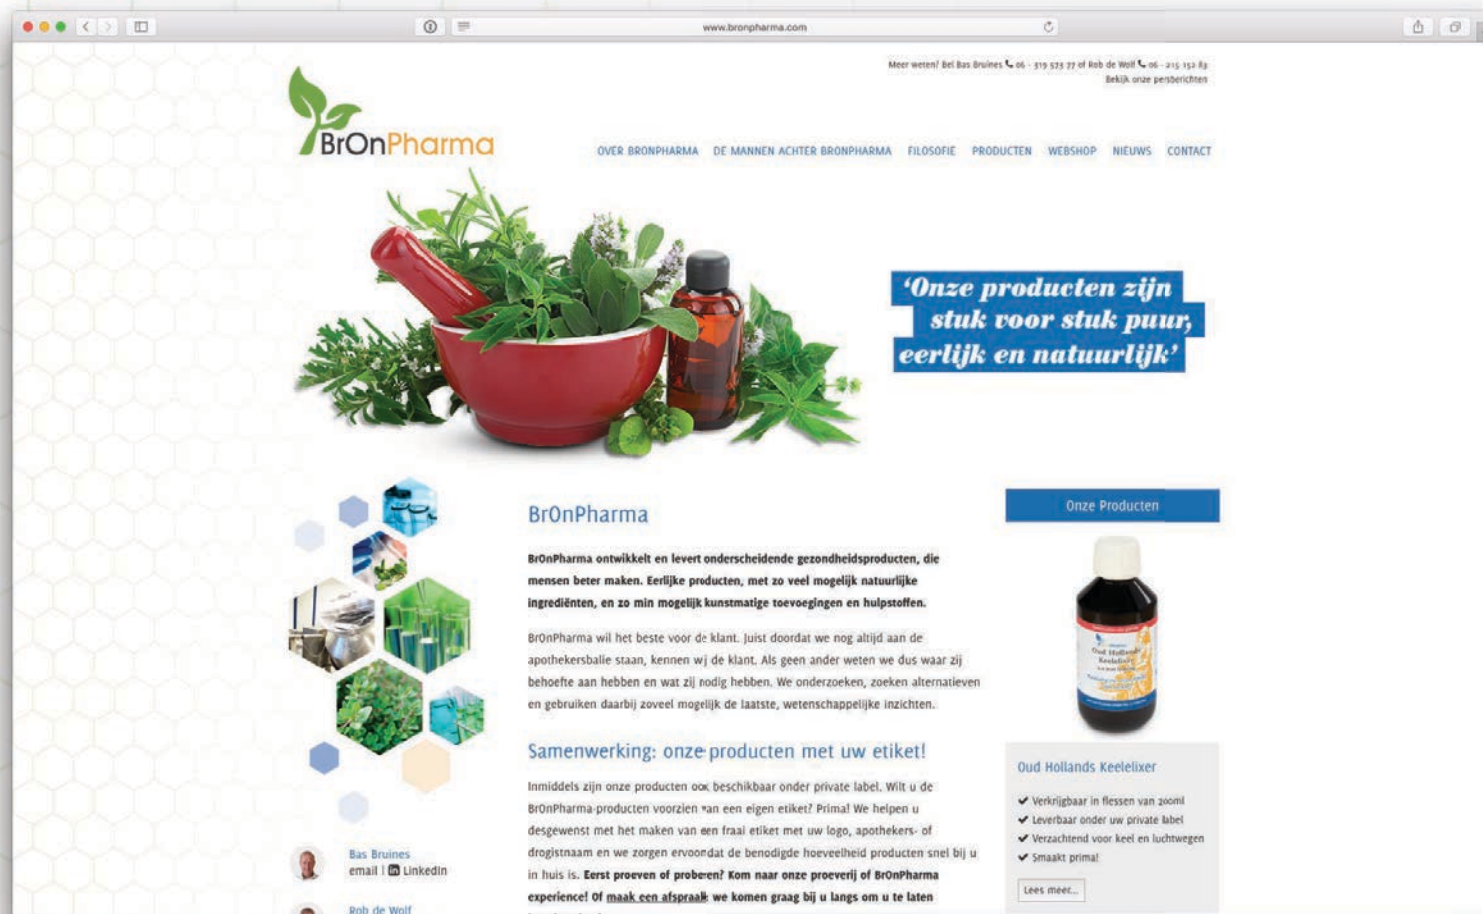 www.bronpharma.com
Meer weten? Bel Bas Bruines 06 - 319 573 77 of Rob de Wolf 06 - 215 152 83
Bekijk onze persberichten
BrOnPharma
OVER BRONPHARMA DE MANNEN ACHTER BRONPHARMA FILOSOFIE PRODUCTEN WEBSHOP NIEUWS CONTACT
‘Onze producten zijn
stuk voor stuk puur,
eerlijk en natuurlijk’
BrOnPharma
BrOnPharma ontwikkelt en levert onderscheidende gezondheidsproducten, die
mensen beter maken. Eerlijke producten, met zo veel mogelijk natuurlijke
ingrediënten, en zo min mogelijk kunstmatige toevoegingen en hulpstoffen.
BrOnPharma wil het beste voor de klant. Juist doordat we nog altijd aan de
apothekersbalie staan, kennen wij de klant. Als geen ander weten we dus waar zij
behoefte aan hebben en wat zij nodig hebben. We onderzoeken, zoeken alternatieven
en gebruiken daarbij zoveel mogelijk de laatste, wetenschappelijke inzichten.
Samenwerking: onze producten met uw etiket!
Inmiddels zijn onze producten ook beschikbaar onder private label. Wilt u de
BrOnPharma-producten voorzien van een eigen etiket? Prima! We helpen u
desgewenst met het maken van een fraai etiket met uw logo, apothekers- of
drogistnaam en we zorgen ervoor dat de benodigde hoeveelheid producten snel bij u
in huis is. Eerst proeven of proberen? Kom naar onze proeverij of BrOnPharma
experience! Of maak een afspraak: we komen graag bij u langs om u te laten
Bas Bruines
email | LinkedIn
Rob de Wolf
Onze Producten
Oud Hollands
Keelelixer
Oud Hollands Keelelixer
✔ Verkrijgbaar in flessen van 200ml
✔ Leverbaar onder uw private label
✔ Verzachtend voor keel en luchtwegen
✔ Smaakt prima!
Lees meer...